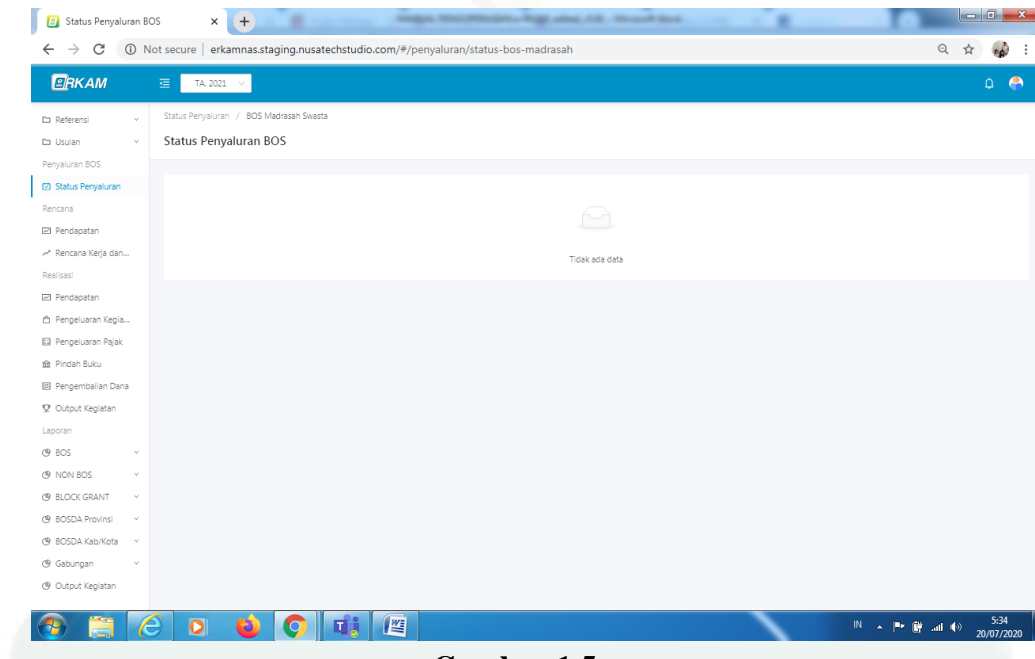 Status Penyaluran BOS
Not secure | erkamnas.staging.nusatechstudio.com/#/penyaluran/status-bos-madrasah
ERKAM
TA. 2021
Referensi
Usulan
Penyaluran BOS
Status Penyaluran
Rencana
Pendapatan
Rencana Kerja dan...
Realisasi
Pendapatan
Pengeluaran Kegia...
Pengeluaran Pajak
Pindah Buku
Pengembalian Dana
Output Kegiatan
Laporan
BOS
NON BOS
BLOCK GRANT
BOSDA Provinsi
BOSDA Kab/Kota
Gabungan
Output Kegiatan
Status Penyaluran / BOS Madrasah Swasta
Status Penyaluran BOS
Tidak ada data
IN
5:34
20/07/2020